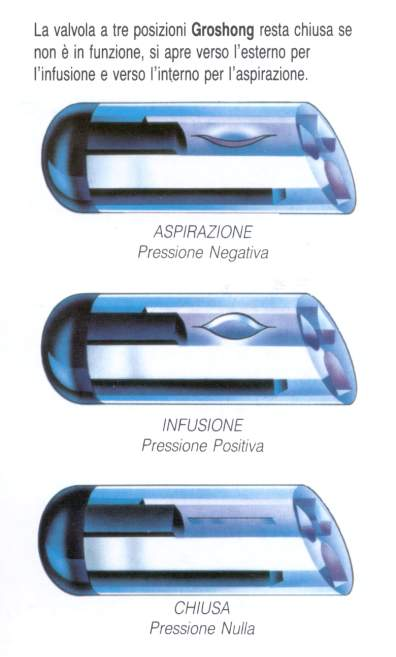 La valvola a tre posizioni Groshong resta chiusa se
non è in funzione, si apre verso l'esterno per
l'infusione e verso l'interno per l'aspirazione.
ASPIRAZIONE
Pressione Negativa
INFUSIONE
Pressione Positiva
CHIUSA
Pressione Nulla